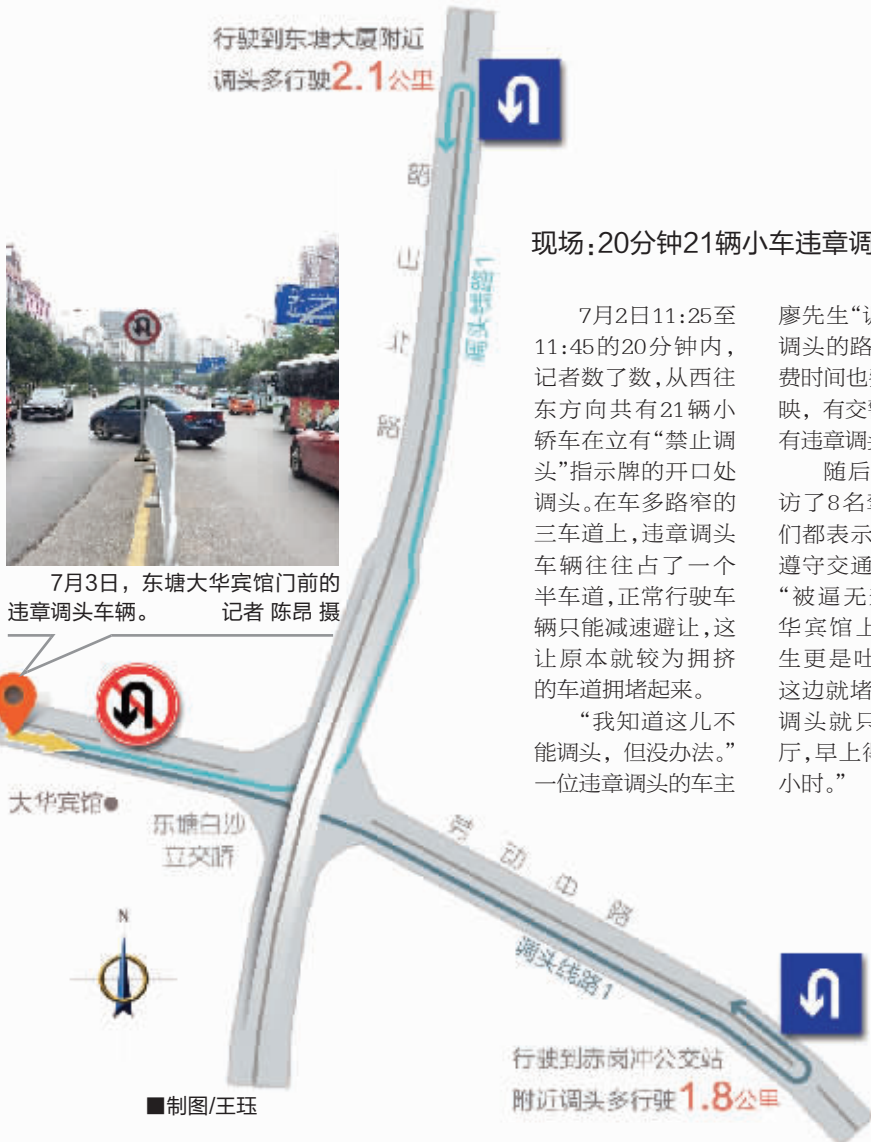 行驶到东塘大厦附近
调头多行驶2.1公里
韶
山
北
路
调头线路1
7月3日，东塘大华宾馆门前的
违章调头车辆。 记者 陈昂 摄
大华宾馆
东塘白沙
立交桥
N
劳动中路
调头线路1
行驶到赤岗冲公交站
附近调头多行驶1.8公里
■制图/王珏
现场:20分钟21辆小车违章调
7月2日11:25至
11:45的20分钟内，
记者数了数，从西往
东方向共有21辆小
轿车在立有“禁止调
头”指示牌的开口处
调头。在车多路窄的
三车道上，违章调头
车辆往往占了一个
半车道，正常行驶车
辆只能减速避让，这
让原本就较为拥挤
的车道拥堵起来。
“我知道这儿不
能调头，但没办法。”
一位违章调头的车主
廖先生“
调头的路
费时间也
映，有交
有违章调
随后
访了8名
们都表示
遵守交通
“被逼无
华宾馆上
生更是吐
这边就堵
调头就只
厅，早上
小时。”